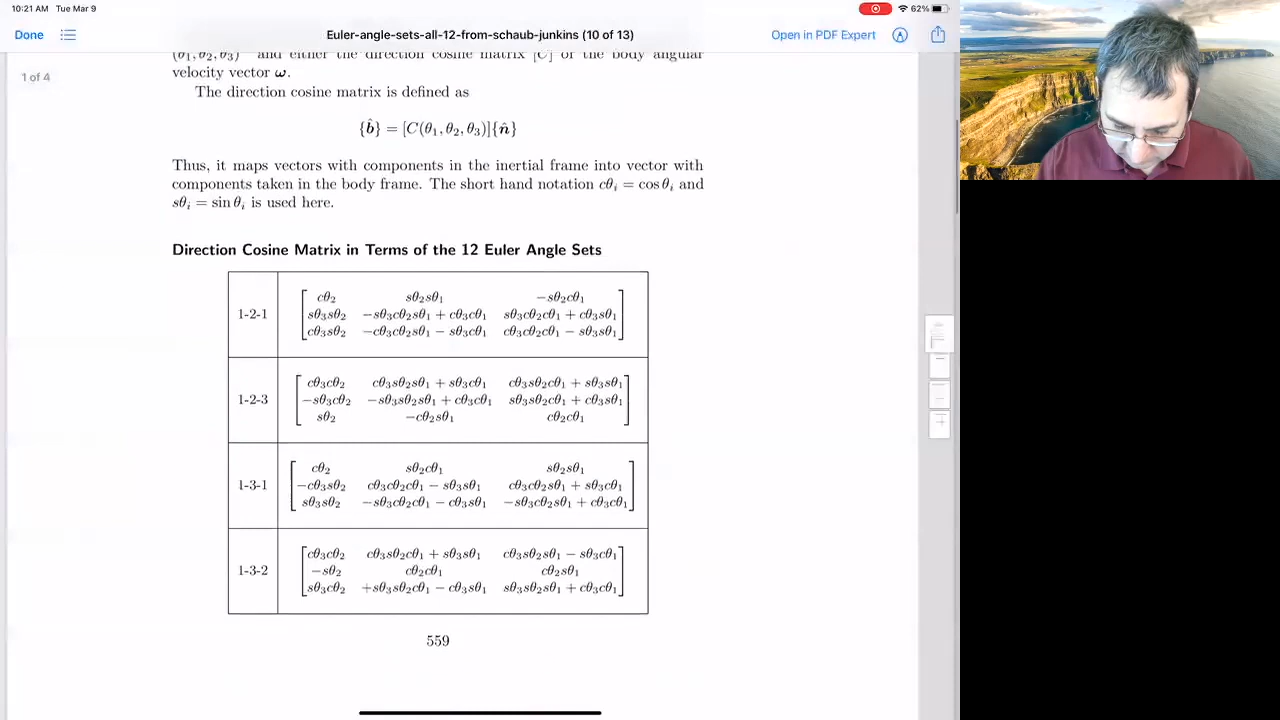 10:21 AM Tue Mar 9
62%
Done
Euler-angle-sets-all-12-from-schaub-junkins (10 of 13)
Open in PDF Expert
(θ₁, θ₂, θ₃) and either the direction cosine matrix [C] or the body angular
1 of 4
velocity vector ω.
The direction cosine matrix is defined as
{b̂} = [C(θ₁, θ₂, θ₃)]{n̂}
Thus, it maps vectors with components in the inertial frame into vector with
components taken in the body frame. The short hand notation cθᵢ = cos θᵢ and
sθᵢ = sin θᵢ is used here.
Direction Cosine Matrix in Terms of the 12 Euler Angle Sets
cθ₂ sθ₂sθ₁ −sθ₂cθ₁
1-2-1 sθ₃sθ₂ −sθ₃cθ₂sθ₁ + cθ₃cθ₁ sθ₃cθ₂cθ₁ + cθ₃sθ₁
cθ₃sθ₂ −cθ₃cθ₂sθ₁ − sθ₃cθ₁ cθ₃cθ₂cθ₁ − sθ₃sθ₁
cθ₃cθ₂ cθ₃sθ₂sθ₁ + sθ₃cθ₁ cθ₃sθ₂cθ₁ + sθ₃sθ₁
1-2-3 −sθ₃cθ₂ −sθ₃sθ₂sθ₁ + cθ₃cθ₁ sθ₃sθ₂cθ₁ + cθ₃sθ₁
sθ₂ −cθ₂sθ₁ cθ₂cθ₁
cθ₂ sθ₂cθ₁ sθ₂sθ₁
1-3-1 −cθ₃sθ₂ cθ₃cθ₂cθ₁ − sθ₃sθ₁ cθ₃cθ₂sθ₁ + sθ₃cθ₁
sθ₃sθ₂ −sθ₃cθ₂cθ₁ − cθ₃sθ₁ −sθ₃cθ₂sθ₁ + cθ₃cθ₁
cθ₃cθ₂ cθ₃sθ₂cθ₁ + sθ₃sθ₁ cθ₃sθ₂sθ₁ − sθ₃cθ₁
1-3-2 −sθ₂ cθ₂cθ₁ cθ₂sθ₁
sθ₃cθ₂ +sθ₃sθ₂cθ₁ − cθ₃sθ₁ sθ₃sθ₂sθ₁ + cθ₃cθ₁
559